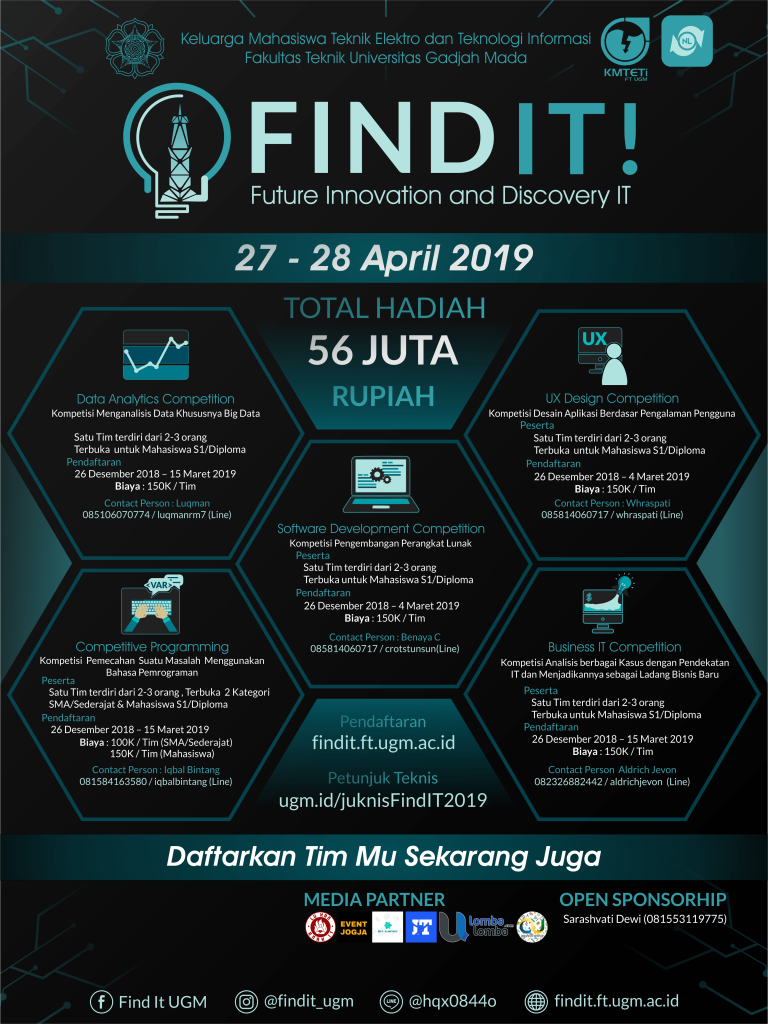 Keluarga Mahasiswa Teknik Elektro dan Teknologi Informasi
Fakultas Teknik Universitas Gadjah Mada
KMTETi
FT UGM
NL
FIND IT!
Future Innovation and Discovery IT
27 - 28 April 2019
TOTAL HADIAH
56 JUTA
RUPIAH
Data Analytics Competition
Kompetisi Menganalisis Data Khususnya Big Data
Satu Tim terdiri dari 2-3 orang
Terbuka untuk Mahasiswa S1/Diploma
Pendaftaran
26 Desember 2018 – 15 Maret 2019
Biaya : 150K / Tim
Contact Person : Luqman
085106070774 / luqmanrm7 (Line)
UX
UX Design Competition
Kompetisi Desain Aplikasi Berdasar Pengalaman Pengguna
Peserta
Satu Tim terdiri dari 2-3 orang
Terbuka untuk Mahasiswa S1/Diploma
Pendaftaran
26 Desember 2018 – 4 Maret 2019
Biaya : 150K / Tim
Contact Person : Whraspati
085814060717 / whraspati (Line)
Software Development Competition
Kompetisi Pengembangan Perangkat Lunak
Peserta
Satu Tim terdiri dari 2-3 orang
Terbuka untuk Mahasiswa S1/Diploma
Pendaftaran
26 Desember 2018 – 4 Maret 2019
Biaya : 150K / Tim
Contact Person : Benaya C
085814060717 / crotstunsun(Line)
VAR
Competitive Programming
Kompetisi Pemecahan Suatu Masalah Menggunakan
Bahasa Pemrograman
Peserta
Satu Tim terdiri dari 2-3 orang , Terbuka 2 Kategori
SMA/Sederajat & Mahasiswa S1/Diploma
Pendaftaran
26 Desember 2018 – 15 Maret 2019
Biaya : 100K / Tim (SMA/Sederajat)
150K / Tim (Mahasiswa)
Contact Person : Iqbal Bintang
081584163580 / iqbalbintang (Line)
Business IT Competition
Kompetisi Analisis berbagai Kasus dengan Pendekatan
IT dan Menjadikannya sebagai Ladang Bisnis Baru
Peserta
Satu Tim terdiri dari 2-3 orang
Terbuka untuk Mahasiswa S1/Diploma
Pendaftaran
26 Desember 2018 – 15 Maret 2019
Biaya : 150K / Tim
Contact Person Aldrich Jevon
082326882442 / aldrichjevon (Line)
Pendaftaran
findit.ft.ugm.ac.id
Petunjuk Teknis
ugm.id/juknisFindIT2019
Daftarkan Tim Mu Sekarang Juga
MEDIA PARTNER
EVENT
JOGJA
lomba
lomba
OPEN SPONSORHIP
Sarashvati Dewi (081553119775)
Find It UGM
@findit_ugm
LINE
@hqx0844o
findit.ft.ugm.ac.id